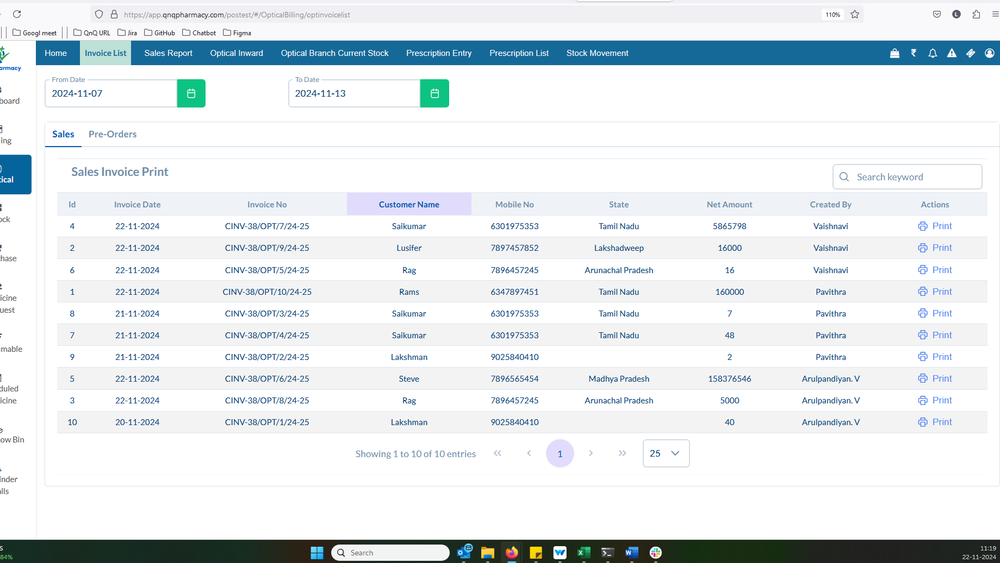 https://app.qnqpharmacy.com/postest/#/OpticalBilling/optinvoicelist
110%
L
Googl meet
QnQ URL
Jira
GitHub
Chatbot
Figma
Home
Invoice List
Sales Report
Optical Inward
Optical Branch Current Stock
Prescription Entry
Prescription List
Stock Movement
armacy
board
ing
tical
ock
hase
icine
uest
mable
duled
icine
ow Bin
inder
alls
From Date
2024-11-07
To Date
2024-11-13
Sales
Pre-Orders
Sales Invoice Print
Search keyword
Id Invoice Date Invoice No Customer Name Mobile No State Net Amount Created By Actions
4 22-11-2024 CINV-38/OPT/7/24-25 Saikumar 6301975353 Tamil Nadu 5865798 Vaishnavi Print
2 22-11-2024 CINV-38/OPT/9/24-25 Lusifer 7897457852 Lakshadweep 16000 Vaishnavi Print
6 22-11-2024 CINV-38/OPT/5/24-25 Rag 7896457245 Arunachal Pradesh 16 Vaishnavi Print
1 22-11-2024 CINV-38/OPT/10/24-25 Rams 6347897451 Tamil Nadu 160000 Pavithra Print
8 21-11-2024 CINV-38/OPT/3/24-25 Saikumar 6301975353 Tamil Nadu 7 Pavithra Print
7 21-11-2024 CINV-38/OPT/4/24-25 Saikumar 6301975353 Tamil Nadu 48 Pavithra Print
9 21-11-2024 CINV-38/OPT/2/24-25 Lakshman 9025840410 2 Pavithra Print
5 22-11-2024 CINV-38/OPT/6/24-25 Steve 7896565454 Madhya Pradesh 158376546 Arulpandiyan. V Print
3 22-11-2024 CINV-38/OPT/8/24-25 Rag 7896457245 Arunachal Pradesh 5000 Arulpandiyan. V Print
10 20-11-2024 CINV-38/OPT/1/24-25 Lakshman 9025840410 40 Arulpandiyan. V Print
Showing 1 to 10 of 10 entries
1
25
S
84%
Search
11:19
22-11-2024